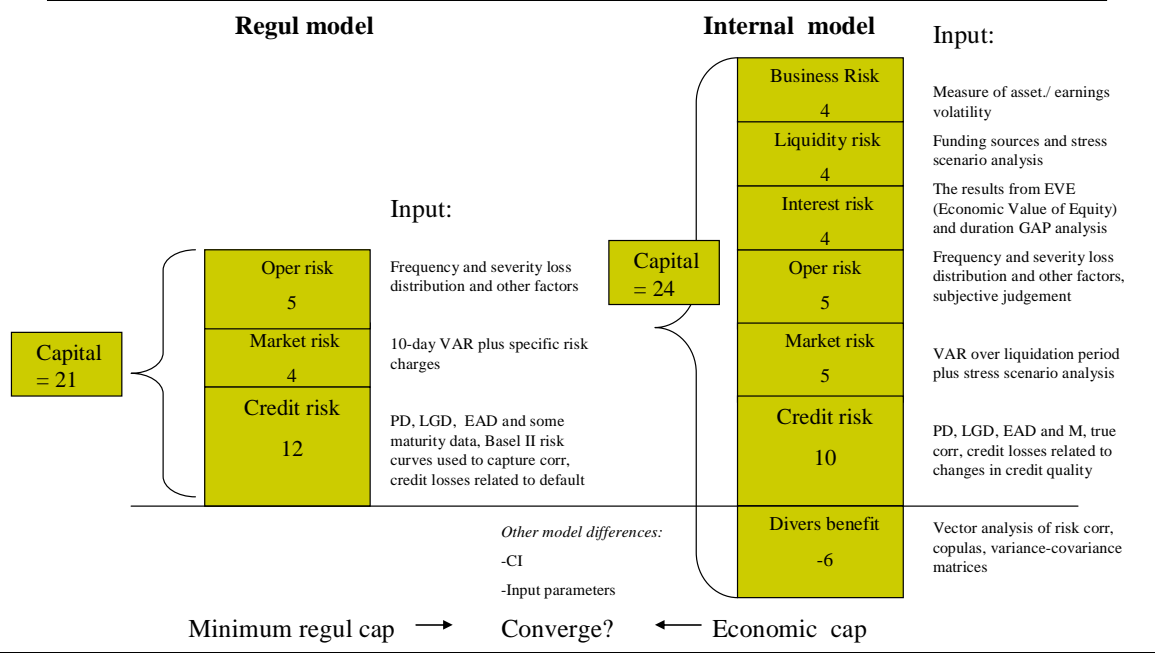 Regul model
Capital
= 21
Oper risk
5
Market risk
4
Credit risk
12
Input:
Frequency and severity loss
distribution and other factors
10-day VAR plus specific risk
charges
PD, LGD, EAD and some
maturity data, Basel II risk
curves used to capture corr,
credit losses related to default
Internal model
Capital
= 24
Business Risk
4
Liquidity risk
4
Interest risk
4
Oper risk
5
Market risk
5
Credit risk
10
Divers benefit
-6
Input:
Measure of asset./ earnings
volatility
Funding sources and stress
scenario analysis
The results from EVE
(Economic Value of Equity)
and duration GAP analysis
Frequency and severity loss
distribution and other factors,
subjective judgement
VAR over liquidation period
plus stress scenario analysis
PD, LGD, EAD and M, true
corr, credit losses related to
changes in credit quality
Vector analysis of risk corr,
copulas, variance-covariance
matrices
Other model differences:
-CI
-Input parameters
Minimum regul cap
Converge?
Economic cap